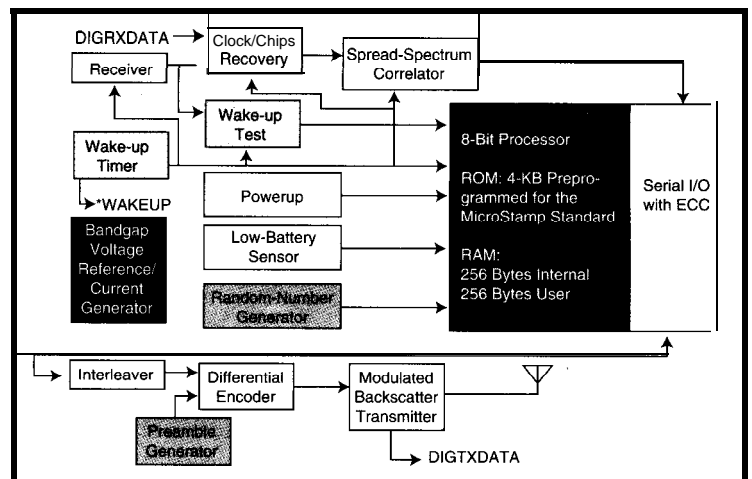 DIGRXDATA
Clock/Chips
Recovery
Receiver
Spread-Spectrum
Correlator
Wake-up
Test
Wake-up
Timer
*WAKEUP
Powerup
Low-Battery
Sensor
Bandgap
Voltage
Reference/
Current
Generator
Random-Number
Generator
8-Bit Processor
ROM: 4-KB Prepro-
grammed for the
MicroStamp Standard
RAM:
256 Bytes Internal
256 Bytes User
Serial I/O
with ECC
Interleaver
Differential
Encoder
Modulated
Backscatter
Transmitter
Preamble
Generator
DIGTXDATA